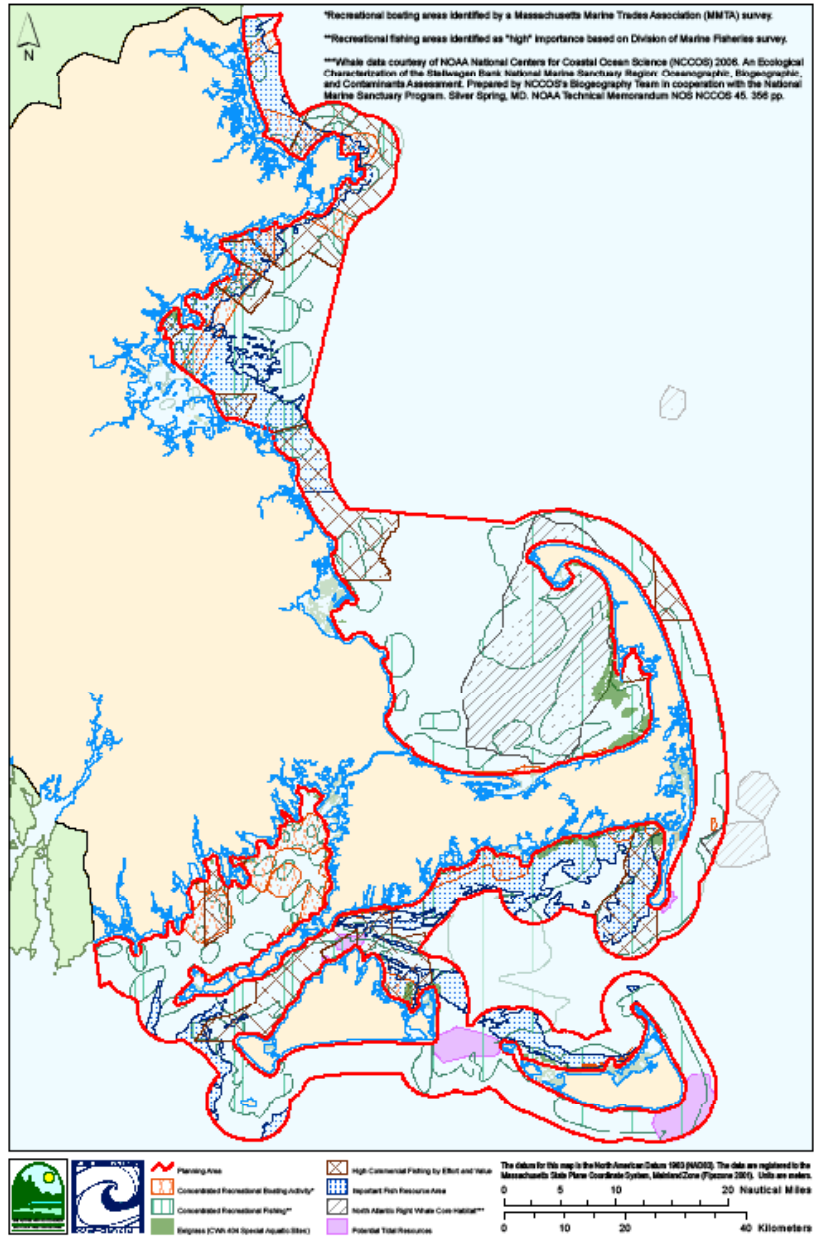 *Recreational boating areas identified by a Massachusetts Marine Trades Association (MMTA) survey.
**Recreational fishing areas identified as "high" importance based on Division of Marine Fisheries survey.
***Whale data courtesy of NOAA National Centers for Coastal Ocean Science (NCCOS) 2006. An Ecological
Characterization of the Stellwagen Bank National Marine Sanctuary Region: Oceanographic, Biogeographic,
and Contaminants Assessment. Prepared by NCCOS's Biogeography Team in cooperation with the National
Marine Sanctuary Program. Silver Spring, MD. NOAA Technical Memorandum NOS NCCOS 45. 356 pp.
N
Planning Area
Concentrated Recreational Boating Activity*
Concentrated Recreational Fishing**
Eelgrass (CWA 404 Special Aquatic Sites)
High Commercial Fishing by Effort and Value
Important Fish Resource Area
North Atlantic Right Whale Core Habitat***
Potential Tidal Resources
The datum for this map is the North American Datum 1983 (NAD83). The data are registered to the
Massachusetts State Plane Coordinate System, Mainland Zone (Fipszone 2001). Units are meters.
0 5 10 20 Nautical Miles
0 10 20 40 Kilometers